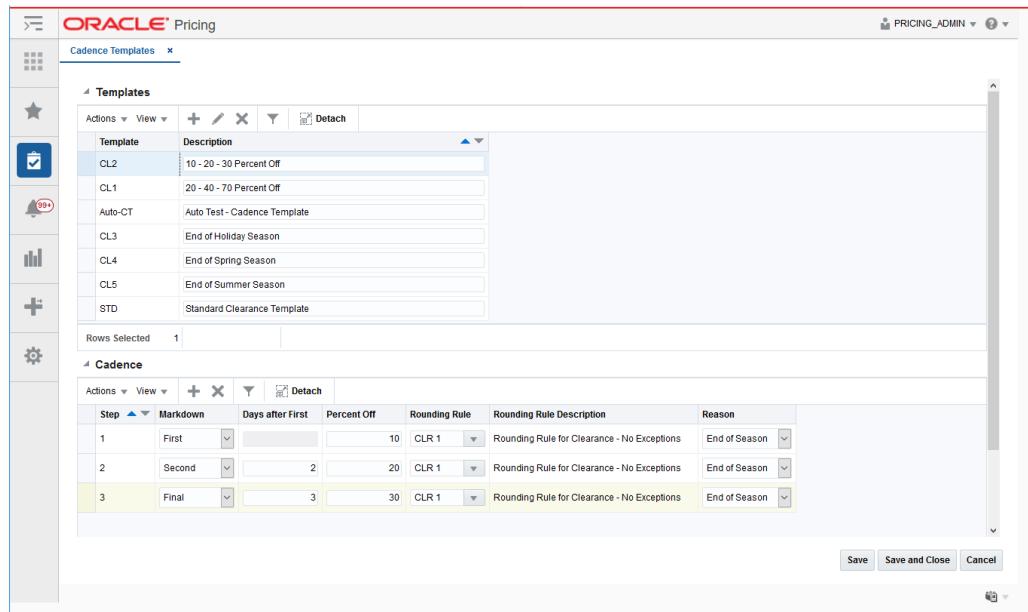 ORACLE Pricing PRICING_ADMIN
Cadence Templates ×
99+
Templates
Actions View Detach
Template Description
CL2 10 - 20 - 30 Percent Off
CL1 20 - 40 - 70 Percent Off
Auto-CT Auto Test - Cadence Template
CL3 End of Holiday Season
CL4 End of Spring Season
CL5 End of Summer Season
STD Standard Clearance Template
Rows Selected 1
Cadence
Actions View Detach
Step Markdown Days after First Percent Off Rounding Rule Rounding Rule Description Reason
1 First 10 CLR 1 Rounding Rule for Clearance - No Exceptions End of Season
2 Second 2 20 CLR 1 Rounding Rule for Clearance - No Exceptions End of Season
3 Final 3 30 CLR 1 Rounding Rule for Clearance - No Exceptions End of Season
Save Save and Close Cancel